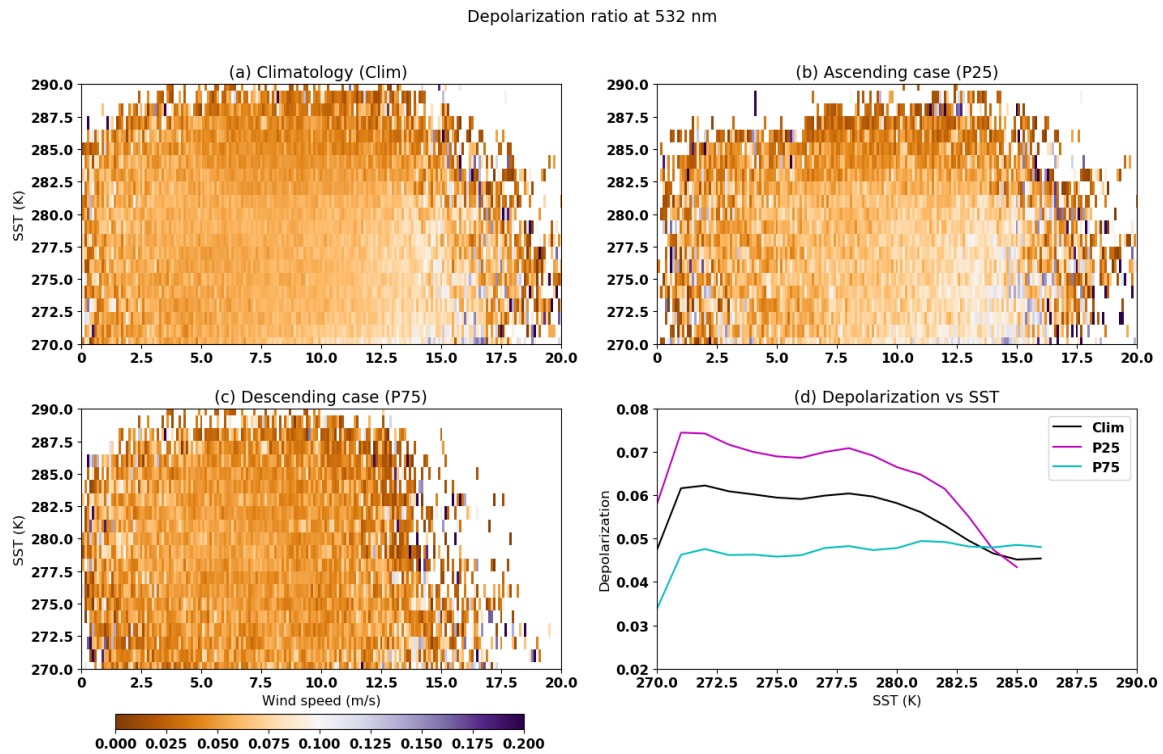 Depolarization ratio at 532 nm
(a) Climatology (Clim)
290.0
287.5
285.0
282.5
280.0
277.5
275.0
272.5
270.0
SST (K)
0 2.5 5.0 7.5 10.0 12.5 15.0 17.5 20.0
(b) Ascending case (P25)
290.0
287.5
285.0
282.5
280.0
277.5
275.0
272.5
270.0
0 2.5 5.0 7.5 10.0 12.5 15.0 17.5 20.0
(c) Descending case (P75)
290.0
287.5
285.0
282.5
280.0
277.5
275.0
272.5
270.0
SST (K)
0 2.5 5.0 7.5 10.0 12.5 15.0 17.5 20.0
Wind speed (m/s)
0.000 0.025 0.050 0.075 0.100 0.125 0.150 0.175 0.200
(d) Depolarization vs SST
0.08
0.07
0.06
0.05
0.04
0.03
0.02
Depolarization
Clim
P25
P75
270.0 272.5 275.0 277.5 280.0 282.5 285.0 287.5 290.0
SST (K)